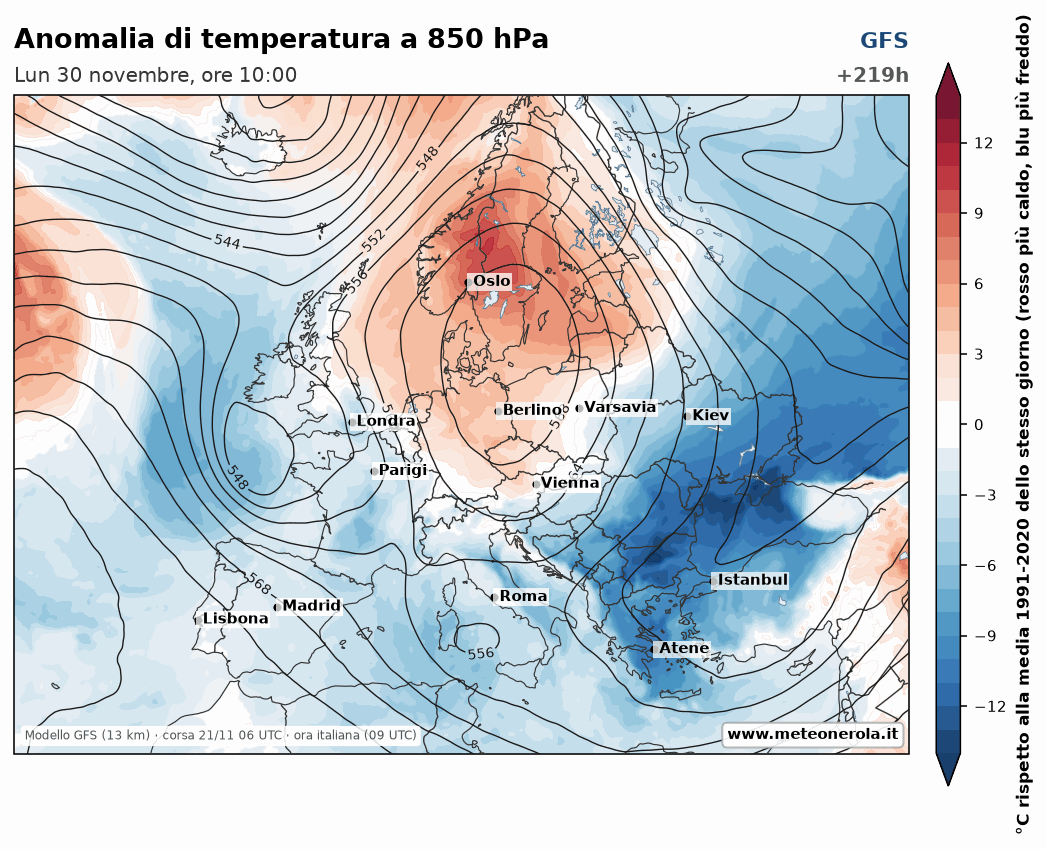 Anomalia di temperatura a 850 hPa
GFS
Lun 30 novembre, ore 10:00
+219h
548
544
552
556
Oslo
Londra
Berlino
Varsavia
Kiev
Parigi
548
Vienna
568
Istanbul
Madrid
Roma
Lisbona
556
Atene
Modello GFS (13 km) · corsa 21/11 06 UTC · ora italiana (09 UTC)
www.meteonerola.it
12
9
6
3
0
−3
−6
−9
−12
°C rispetto alla media 1991-2020 dello stesso giorno (rosso più caldo, blu più freddo)